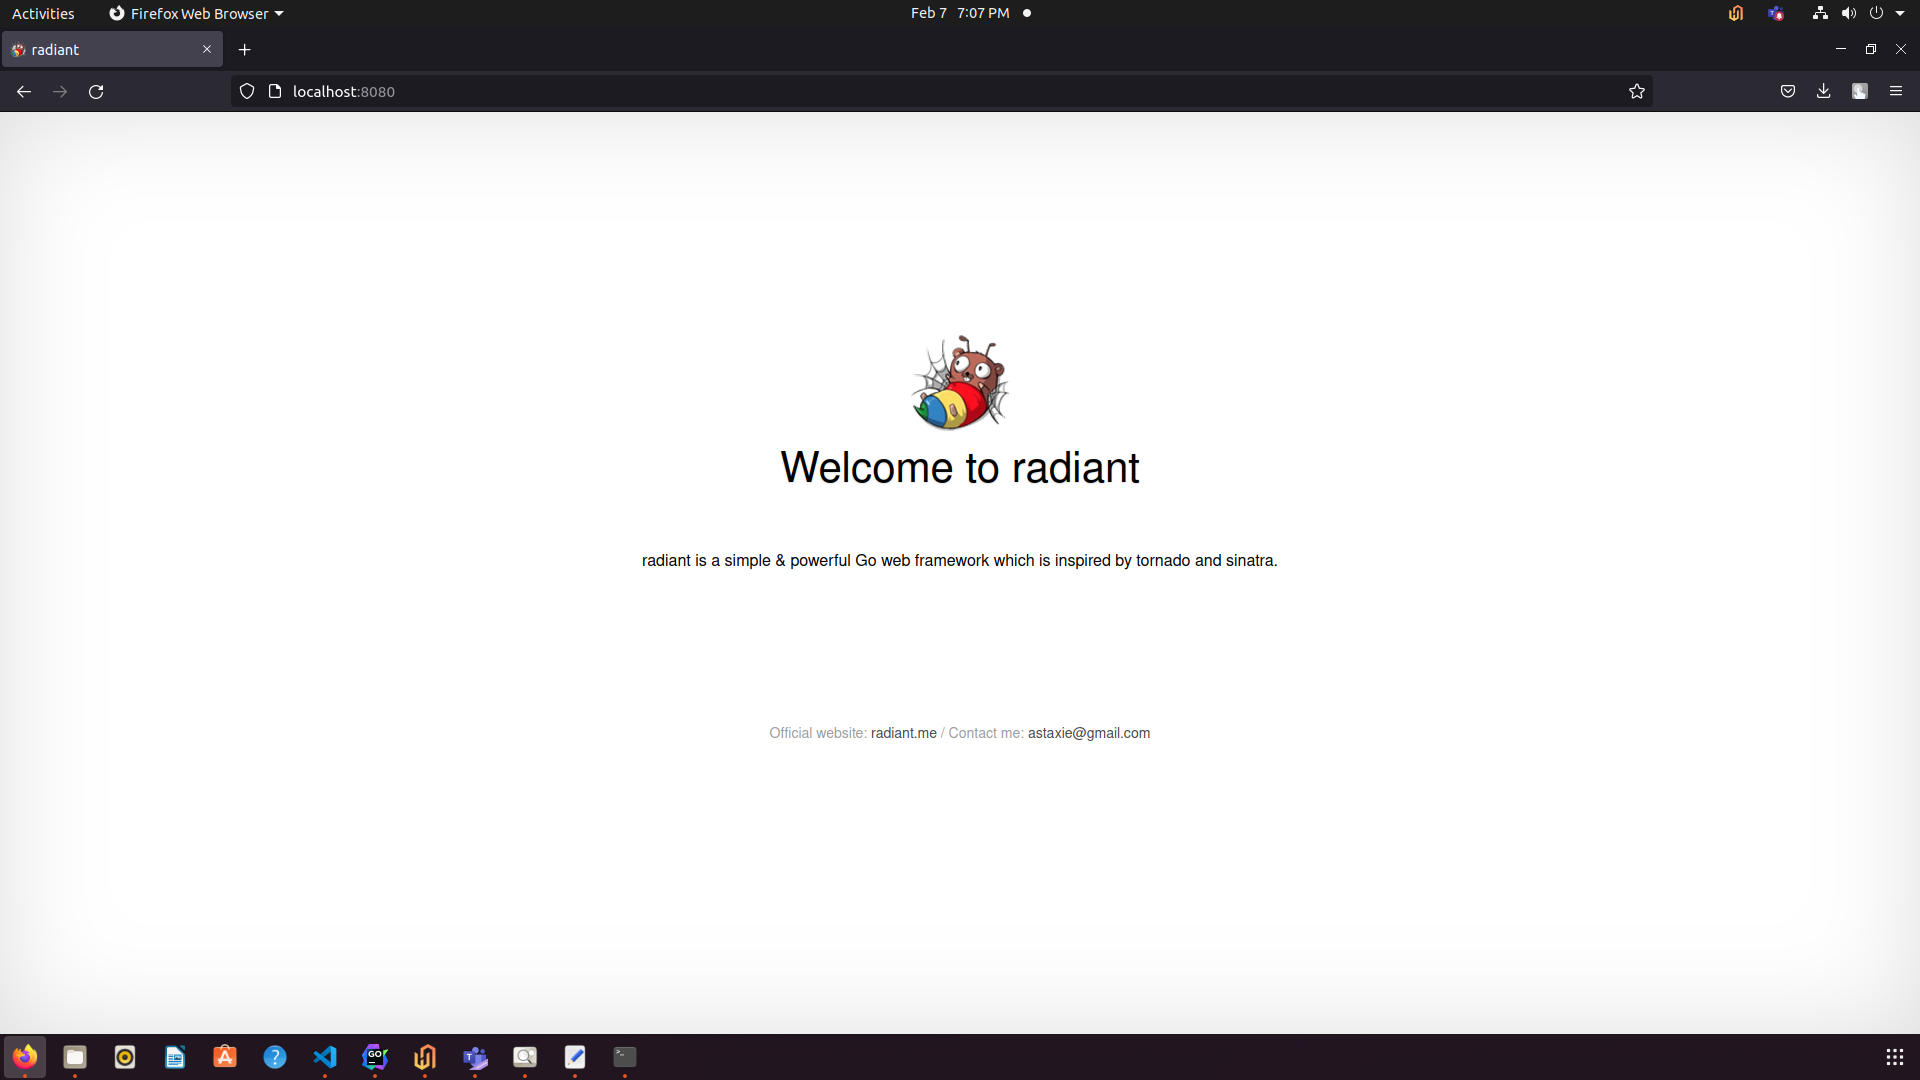 Activities
Firefox Web Browser
Feb 7 7:07 PM
radiant
localhost:8080
Welcome to radiant
radiant is a simple & powerful Go web framework which is inspired by tornado and sinatra.
Official website: radiant.me / Contact me: astaxie@gmail.com
GO